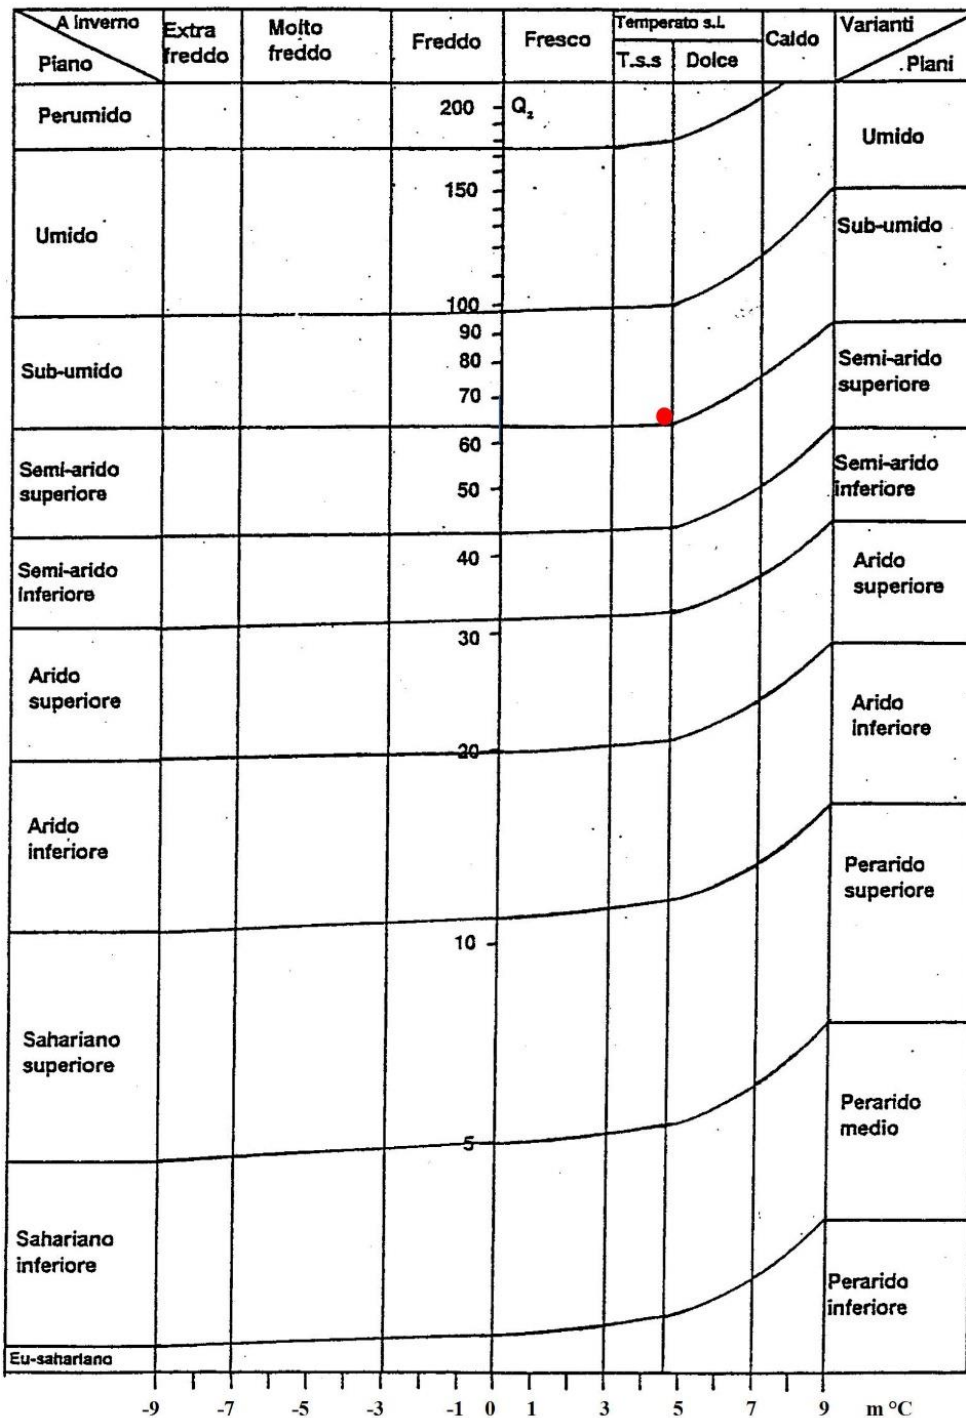 A Inverno
Piano
Extra
freddo
Molto
freddo
Freddo
Fresco
Temperato s.L
T.s.s
Dolce
Caldo
Varianti
Piani
Perumido
Umido
Sub-umido
Semi-arido
superiore
Semi-arido
inferiore
Arido
superiore
Arido
inferiore
Sahariano
superiore
Sahariano
inferiore
Eu-sahariano
200
Q2
150
100
90
80
70
60
50
40
30
20
10
5
Umido
Sub-umido
Semi-arido
superiore
Semi-arido
inferiore
Arido
superiore
Arido
inferiore
Perarido
superiore
Perarido
medio
Perarido
inferiore
-9 -7 -5 -3 -1 0 1 3 5 7 9 m °C